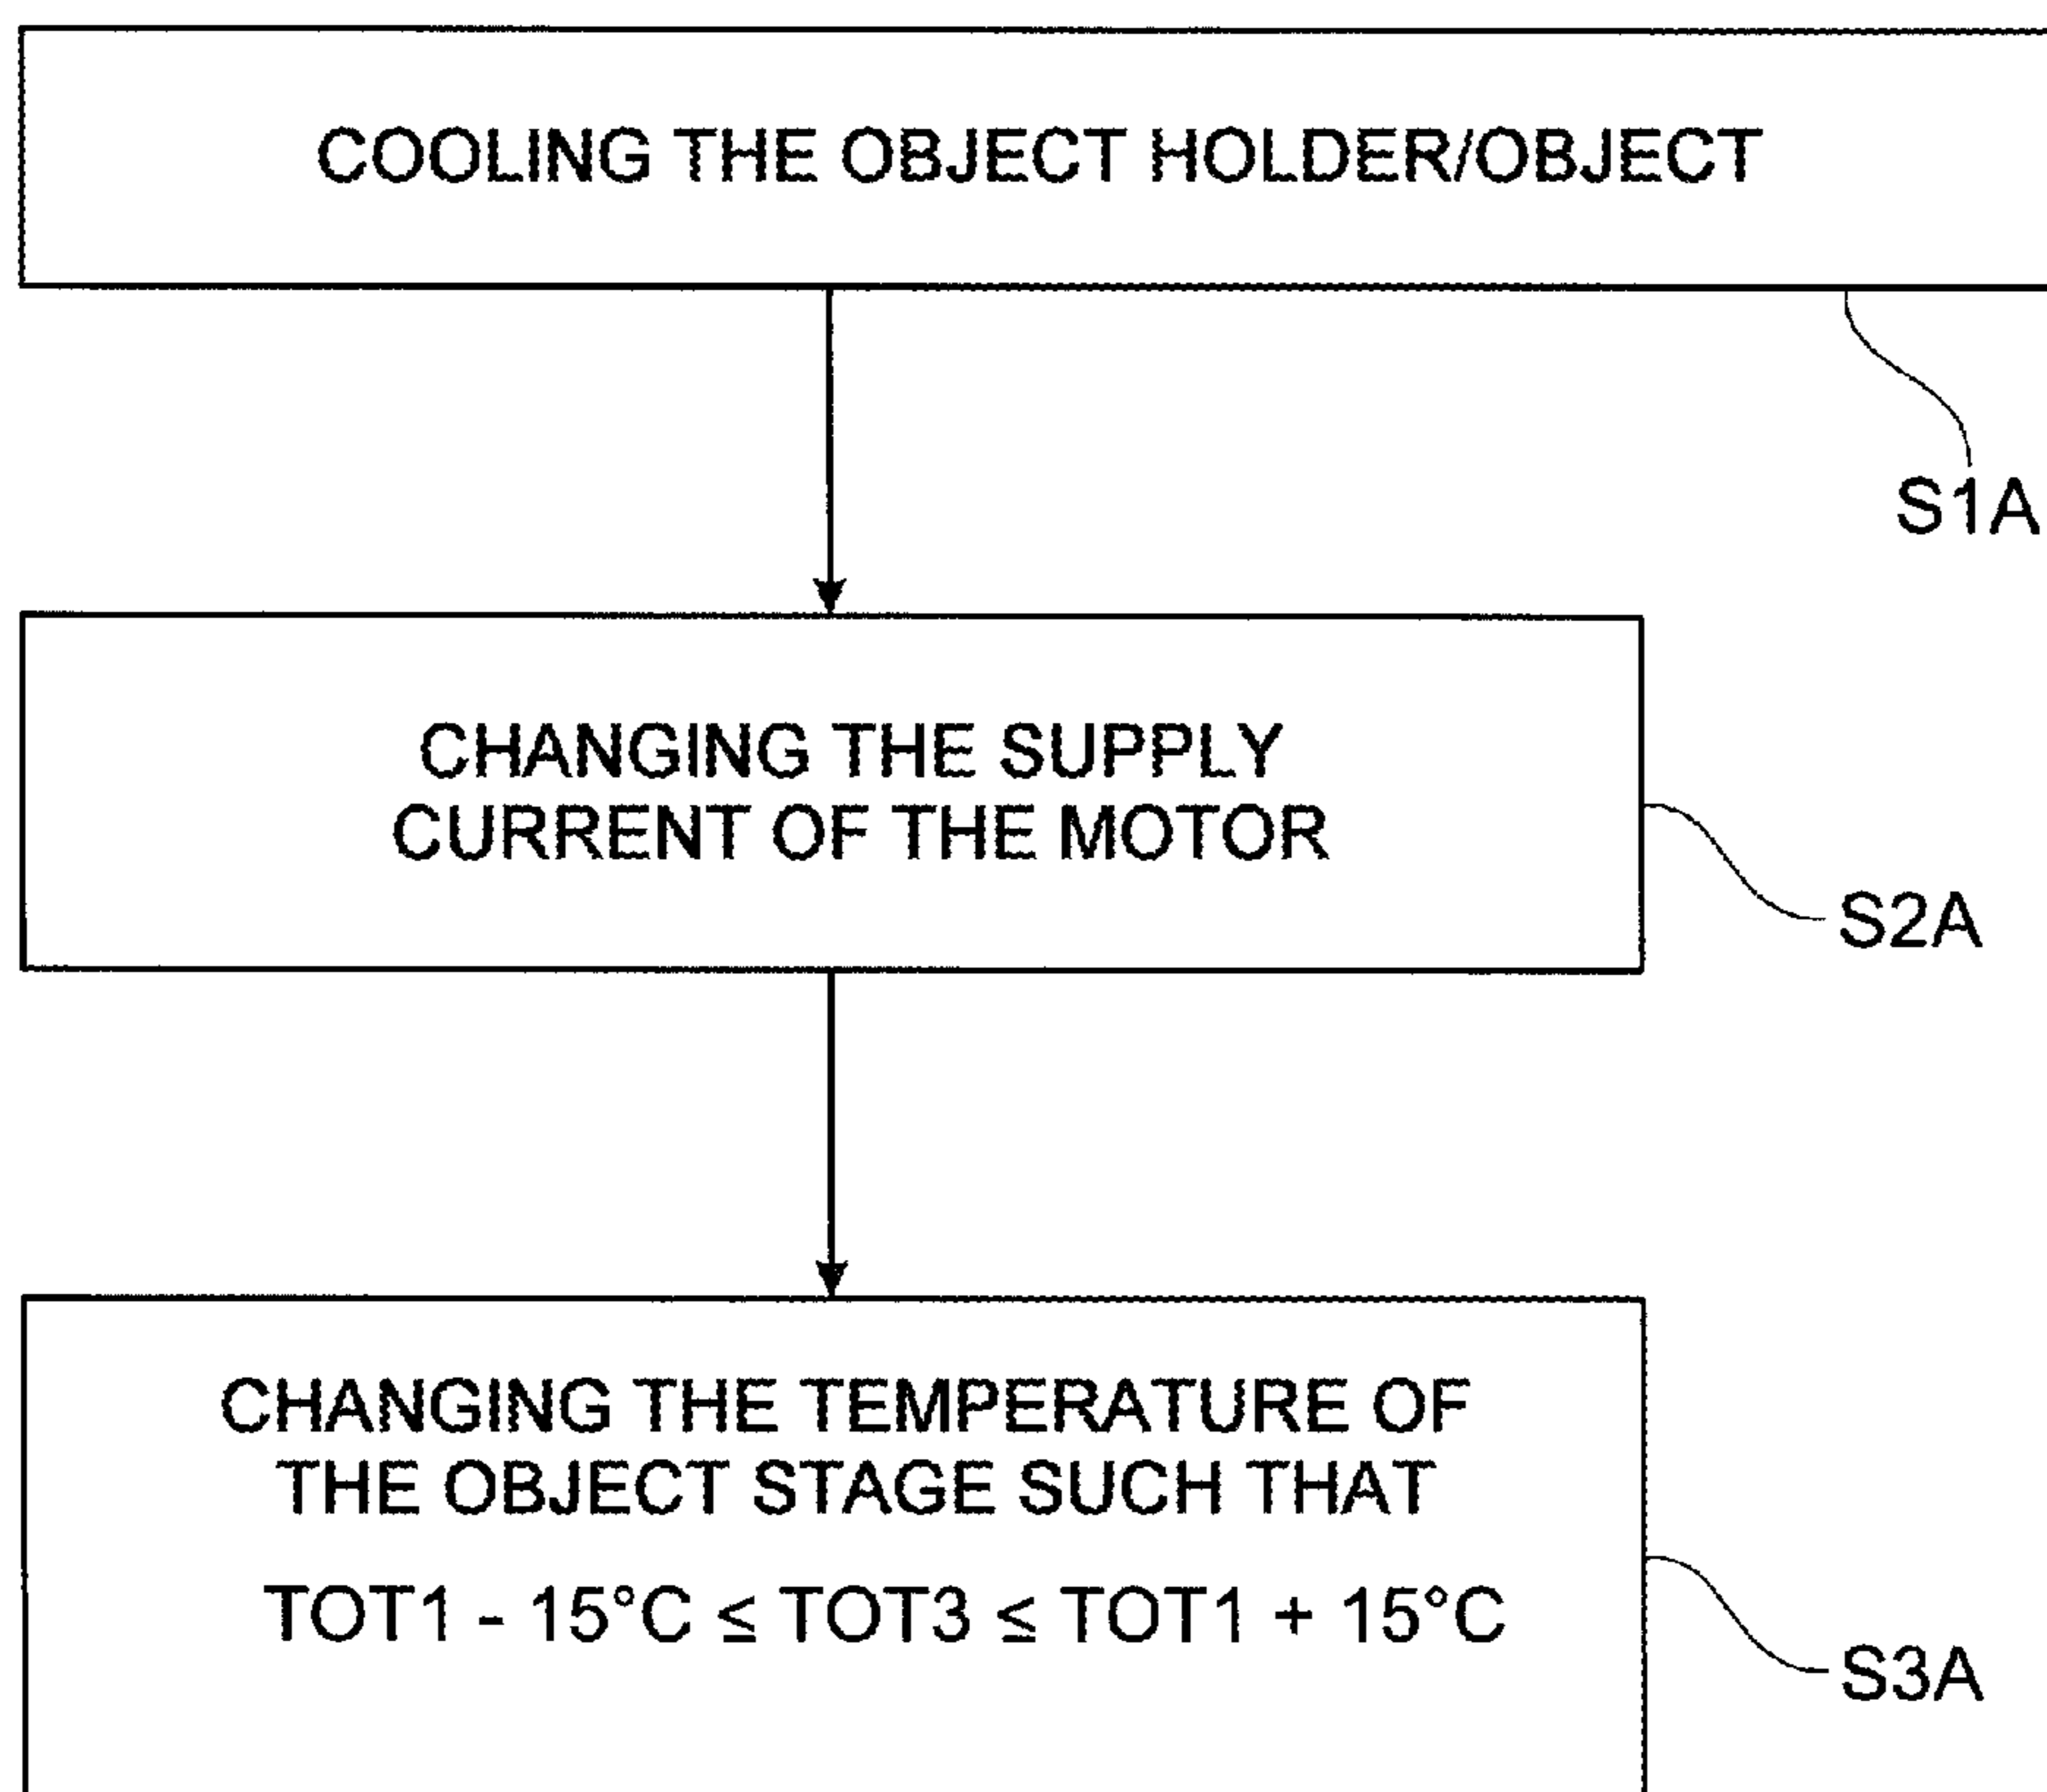 COOLING THE OBJECT HOLDER/OBJECT
S1A
CHANGING THE SUPPLY
CURRENT OF THE MOTOR
S2A
CHANGING THE TEMPERATURE OF
THE OBJECT STAGE SUCH THAT
TOT1 - 15°C ≤ TOT3 ≤ TOT1 + 15°C
S3A